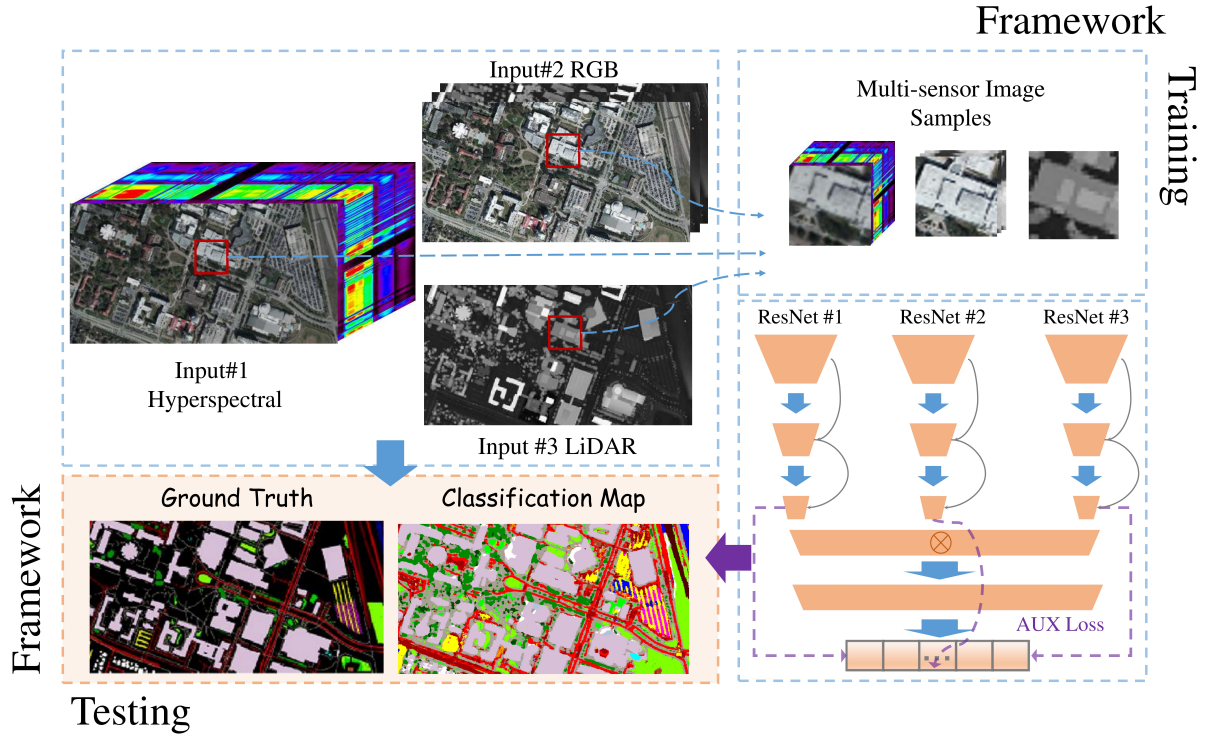 Framework
Training
Input#2 RGB
Multi-sensor Image
Samples
Input#1
Hyperspectral
Input #3 LiDAR
ResNet #1
ResNet #2
ResNet #3
AUX Loss
Framework
Ground Truth
Classification Map
Testing